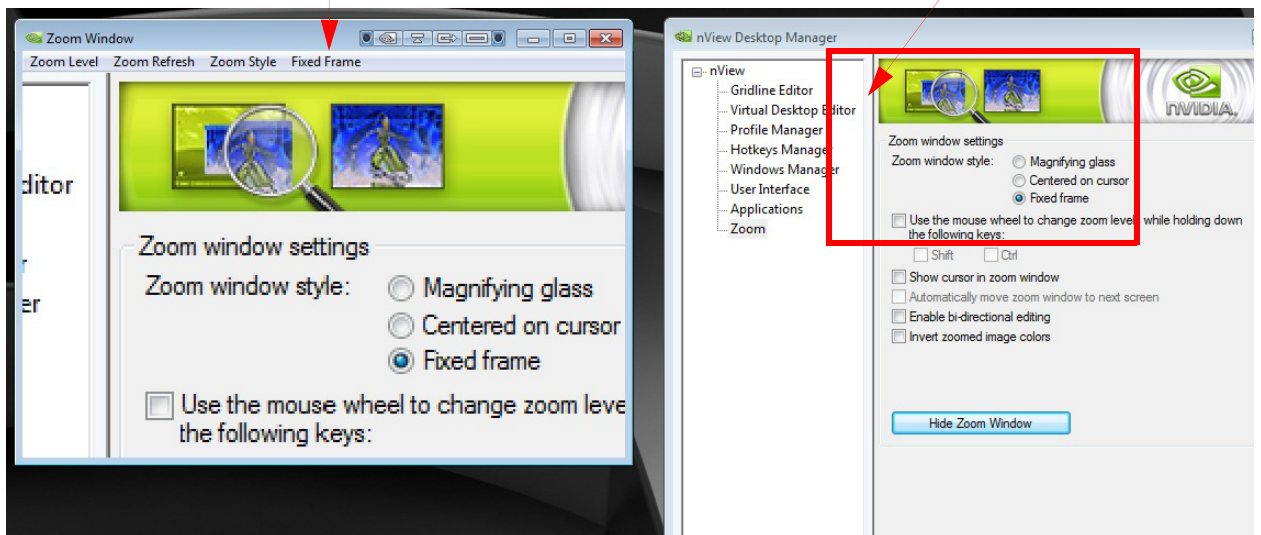 Zoom Window
Zoom Level Zoom Refresh Zoom Style Fixed Frame
ditor
er
Zoom window settings
Zoom window style:
Magnifying glass
Centered on cursor
Fixed frame
Use the mouse wheel to change zoom leve
the following keys:
nView Desktop Manager
nView
Gridline Editor
Virtual Desktop Editor
Profile Manager
Hotkeys Manager
Windows Manager
User Interface
Applications
Zoom
NVIDIA.
Zoom window settings
Zoom window style:
Magnifying glass
Centered on cursor
Fixed frame
Use the mouse wheel to change zoom level while holding down
the following keys:
Shift Ctrl
Show cursor in zoom window
Automatically move zoom window to next screen
Enable bi-directional editing
Invert zoomed image colors
Hide Zoom Window